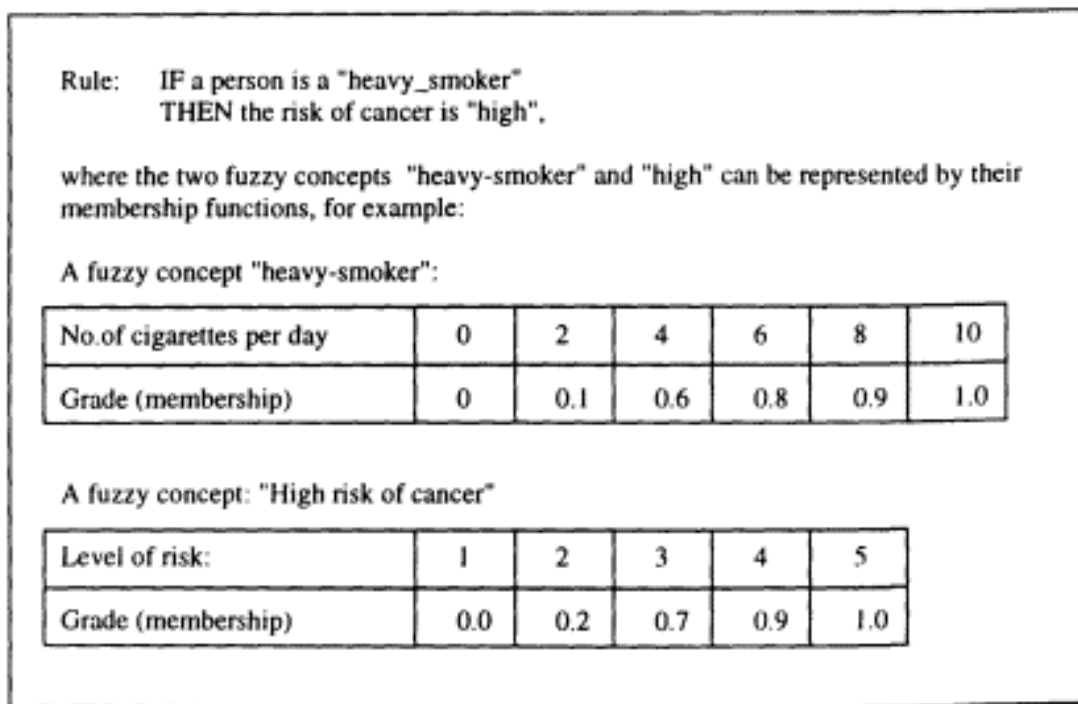 Rule: IF a person is a "heavy_smoker"
THEN the risk of cancer is "high",
where the two fuzzy concepts "heavy-smoker" and "high" can be represented by their
membership functions, for example:
A fuzzy concept "heavy-smoker":
No.of cigarettes per day 0 2 4 6 8 10
Grade (membership) 0 0.1 0.6 0.8 0.9 1.0
A fuzzy concept: "High risk of cancer"
Level of risk: 1 2 3 4 5
Grade (membership) 0.0 0.2 0.7 0.9 1.0